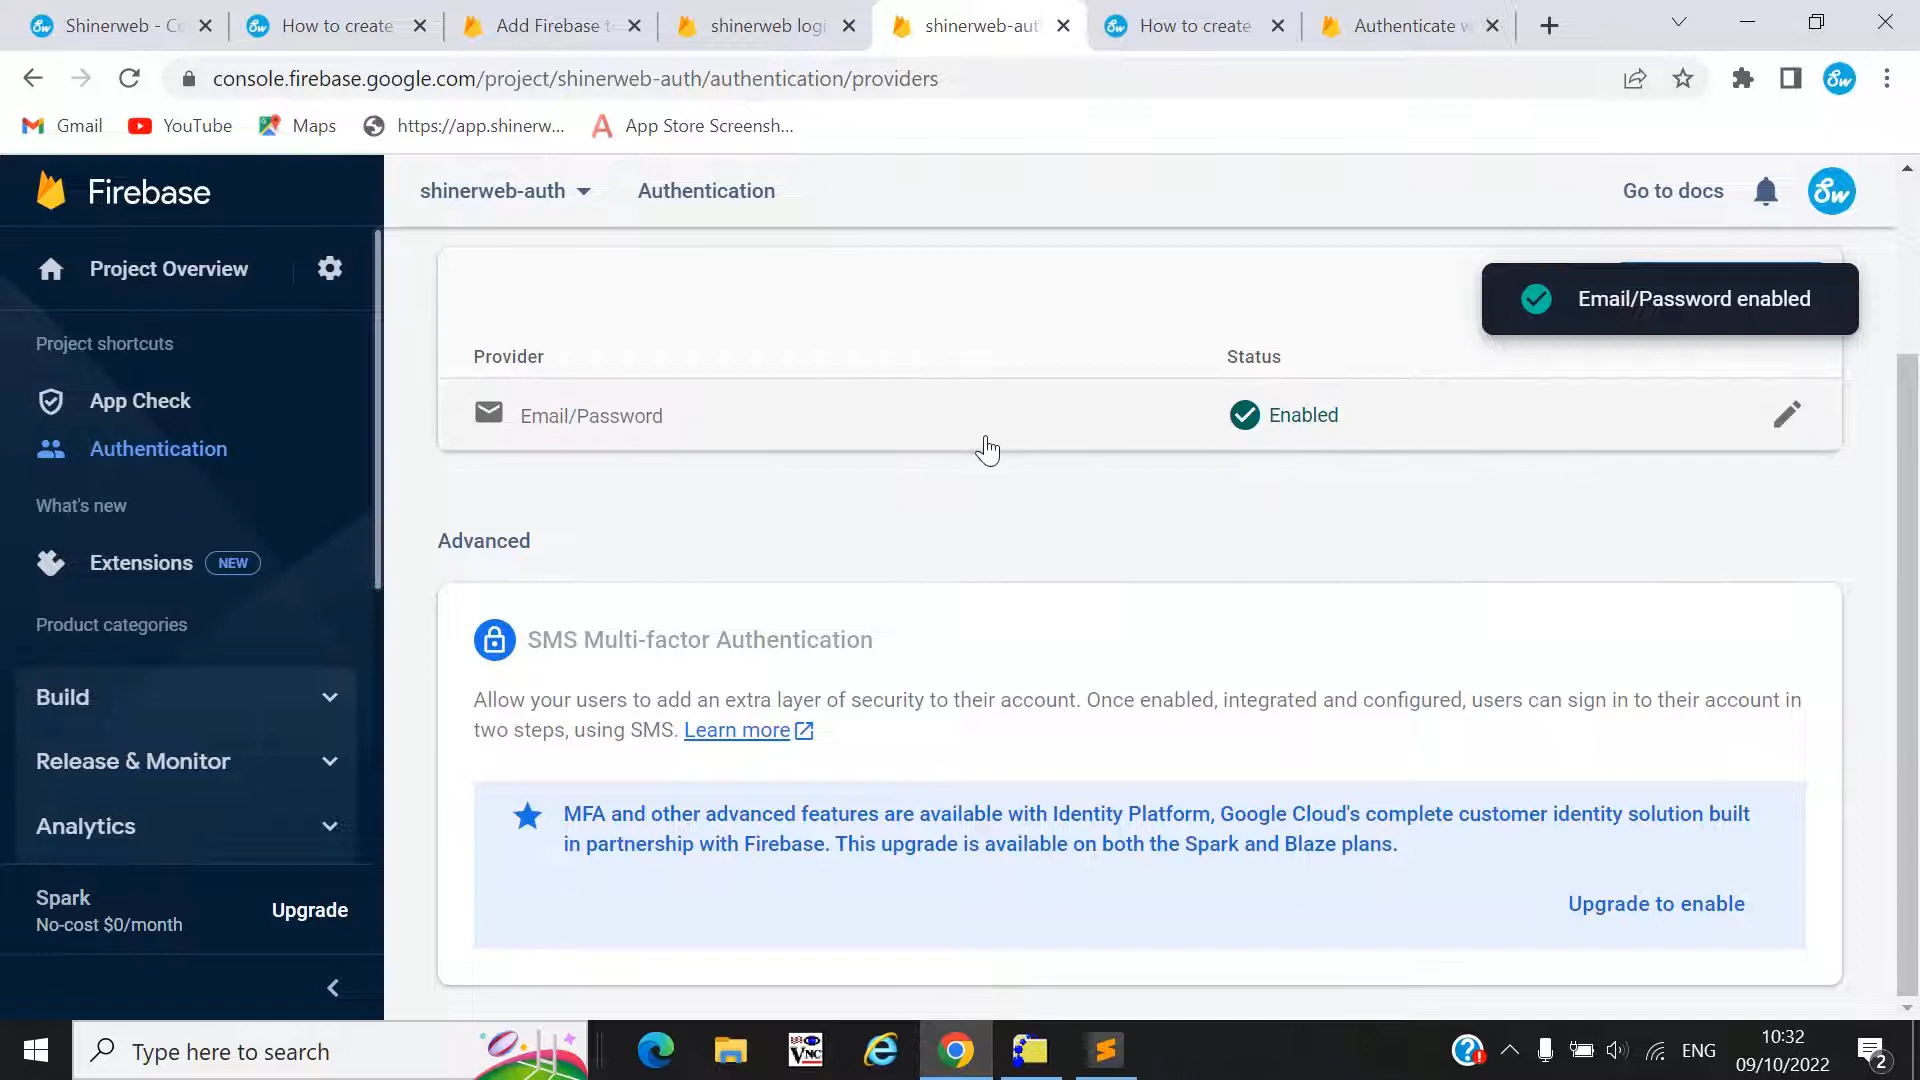 Shinerweb - Co
How to create
Add Firebase t
shinerweb logi
shinerweb-aut
How to create
Authenticate w
console.firebase.google.com/project/shinerweb-auth/authentication/providers
Sw
Gmail
YouTube
Maps
https://app.shinerw...
App Store Screensh...
Firebase
shinerweb-auth
Authentication
Go to docs
Sw
Project Overview
Email/Password enabled
Project shortcuts
Provider
Status
App Check
Email/Password
Enabled
Authentication
What's new
Advanced
Extensions
NEW
Product categories
SMS Multi-factor Authentication
Allow your users to add an extra layer of security to their account. Once enabled, integrated and configured, users can sign in to their account in
two steps, using SMS. Learn more
Build
Release & Monitor
MFA and other advanced features are available with Identity Platform, Google Cloud's complete customer identity solution built
in partnership with Firebase. This upgrade is available on both the Spark and Blaze plans.
Analytics
Spark
No-cost $0/month
Upgrade
Upgrade to enable
Type here to search
VNC
ENG
10:32
09/10/2022
2